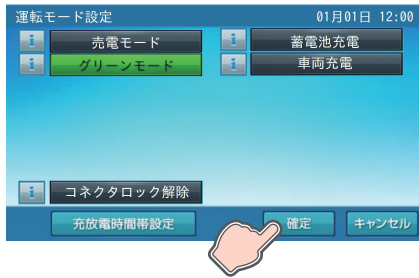 運転モード設定 01月01日 12:00
i 売電モード i 蓄電池充電
i グリーンモード i 車両充電
i コネクタロック解除
充放電時間帯設定 確定 キャンセル